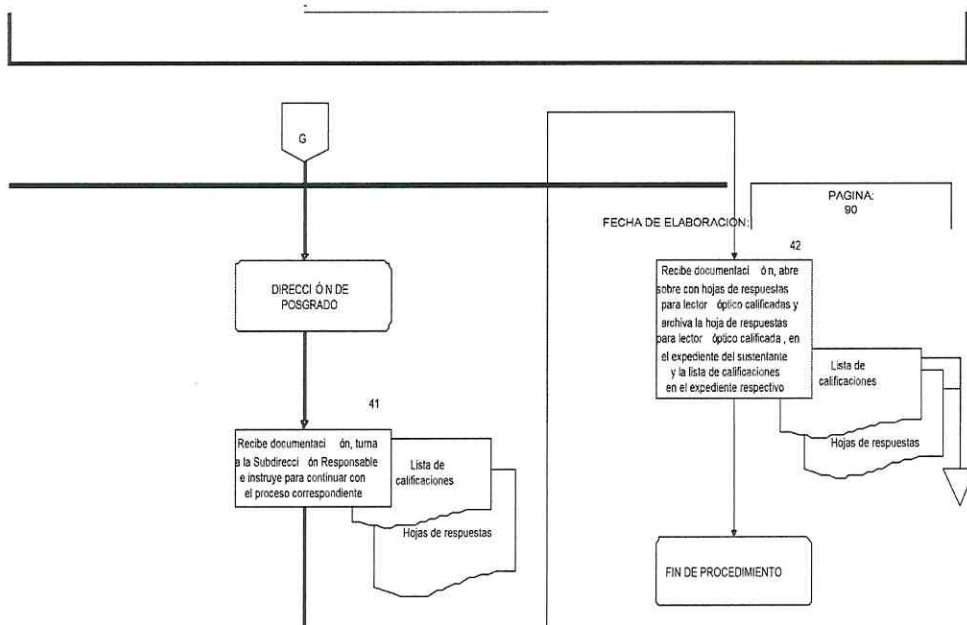 G
PAGINA:
90
FECHA DE ELABORACIÓN:
DIRECCI Ó N DE
POSGRADO
41
Recibe documentaci ón, turna
a la Subdirecci ón Responsable
e instruye para continuar con
el proceso correspondiente
Lista de
calificaciones
Hojas de respuestas
42
Recibe documentaci ó n, abre
sobre con hojas de respuestas
para lector óptico calificadas y
archiva la hoja de respuestas
para lector óptico calificada , en
el expediente del sustentante
y la lista de calificaciones
en el expediente respectivo
Lista de
calificaciones
Hojas de respuestas
FIN DE PROCEDIMIENTO